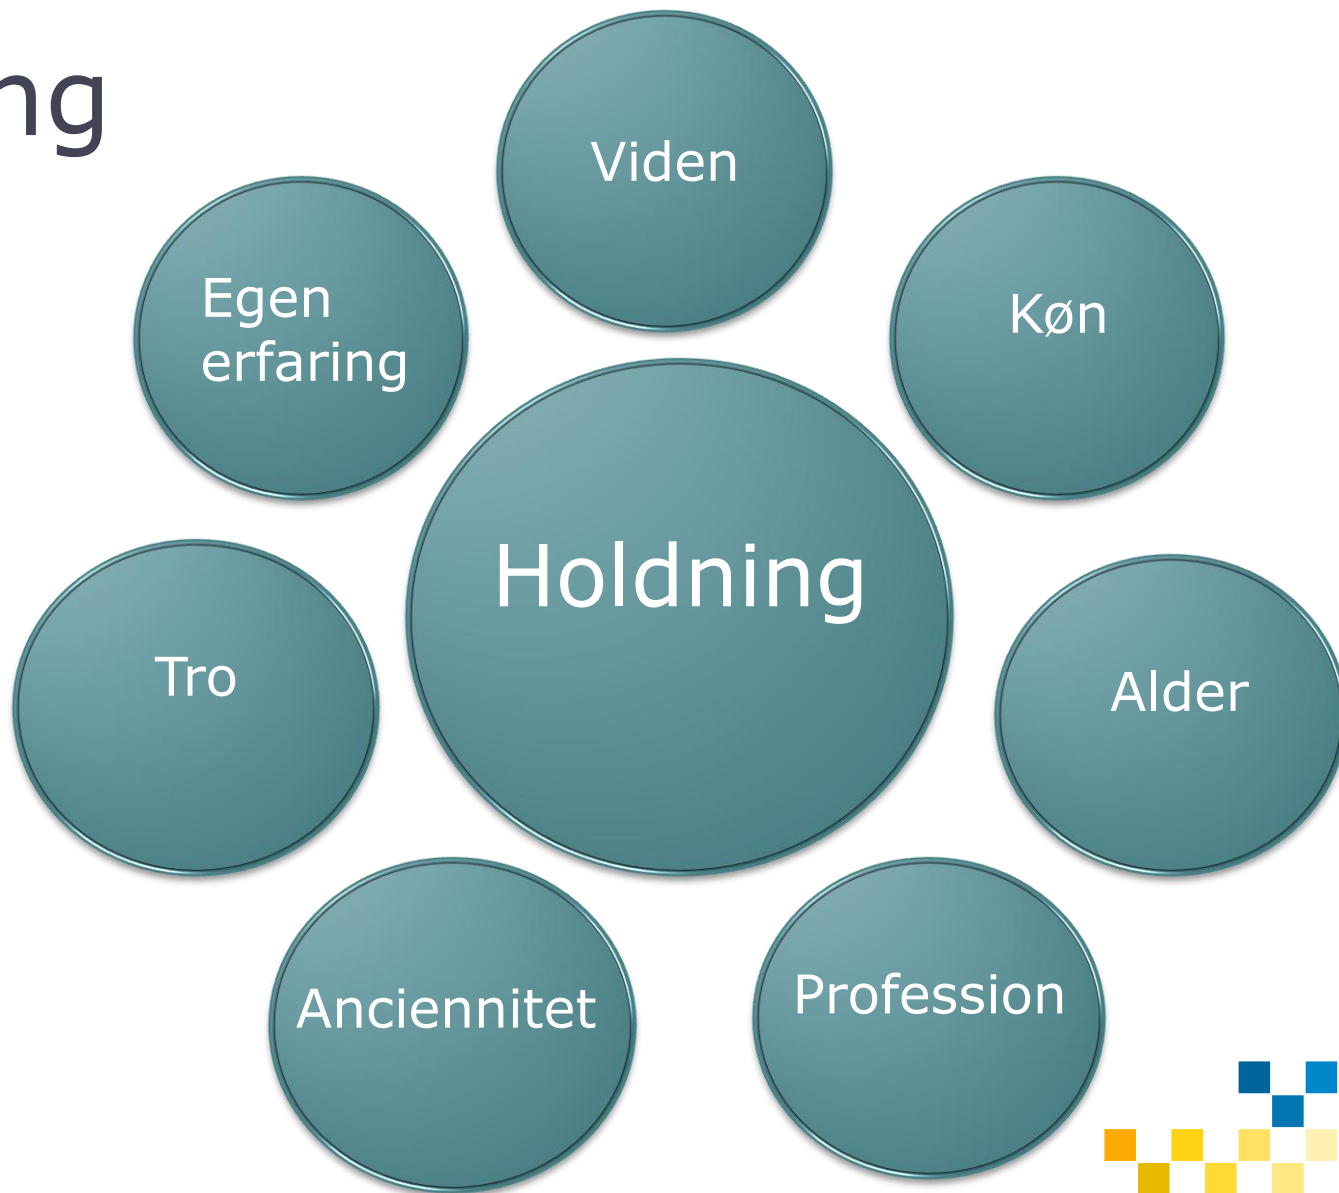 ng
Viden
Egen
erfaring
Køn
Holdning
Tro
Alder
Anciennitet
Profession